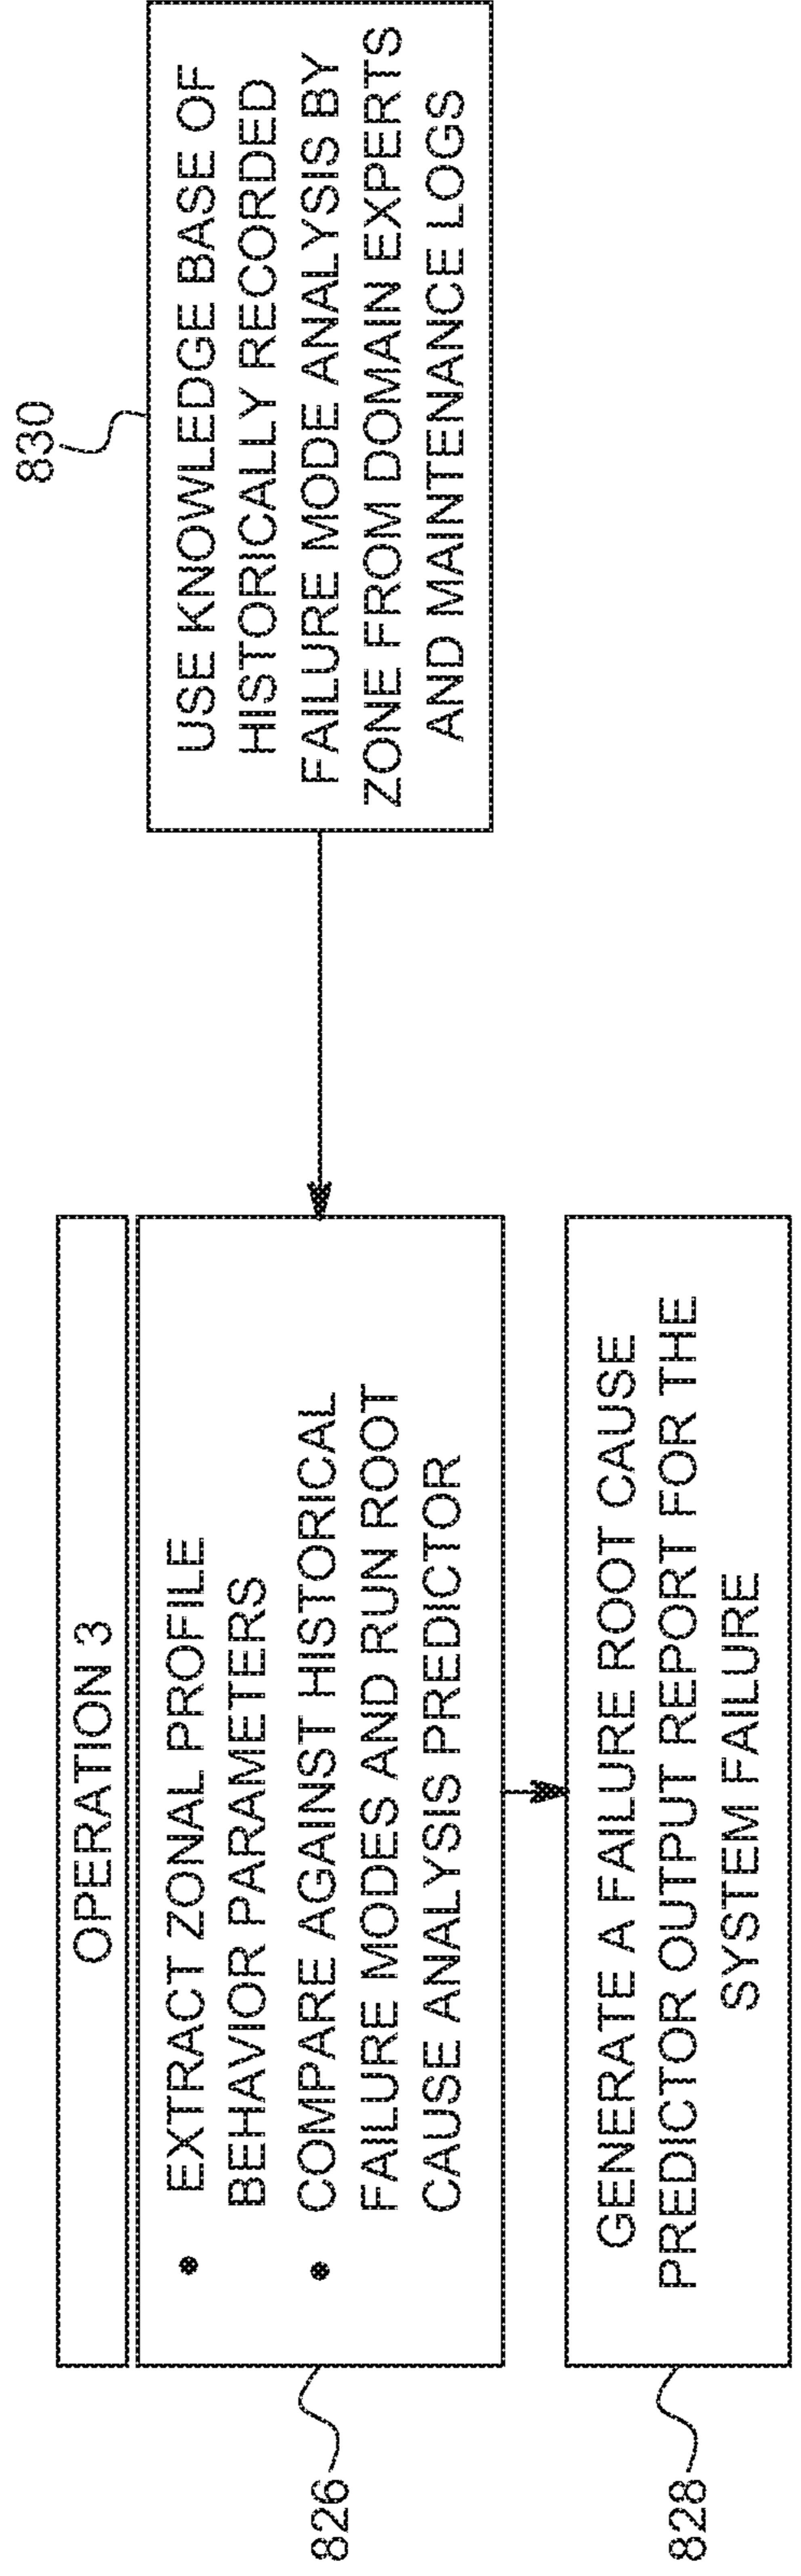 OPERATION 3
826
• EXTRACT ZONAL PROFILE
BEHAVIOR PARAMETERS
• COMPARE AGAINST HISTORICAL
FAILURE MODES AND RUN ROOT
CAUSE ANALYSIS PREDICTOR
830
USE KNOWLEDGE BASE OF
HISTORICALLY RECORDED
FAILURE MODE ANALYSIS BY
ZONE FROM DOMAIN EXPERTS
AND MAINTENANCE LOGS
828
GENERATE A FAILURE ROOT CAUSE
PREDICTOR OUTPUT REPORT FOR THE
SYSTEM FAILURE